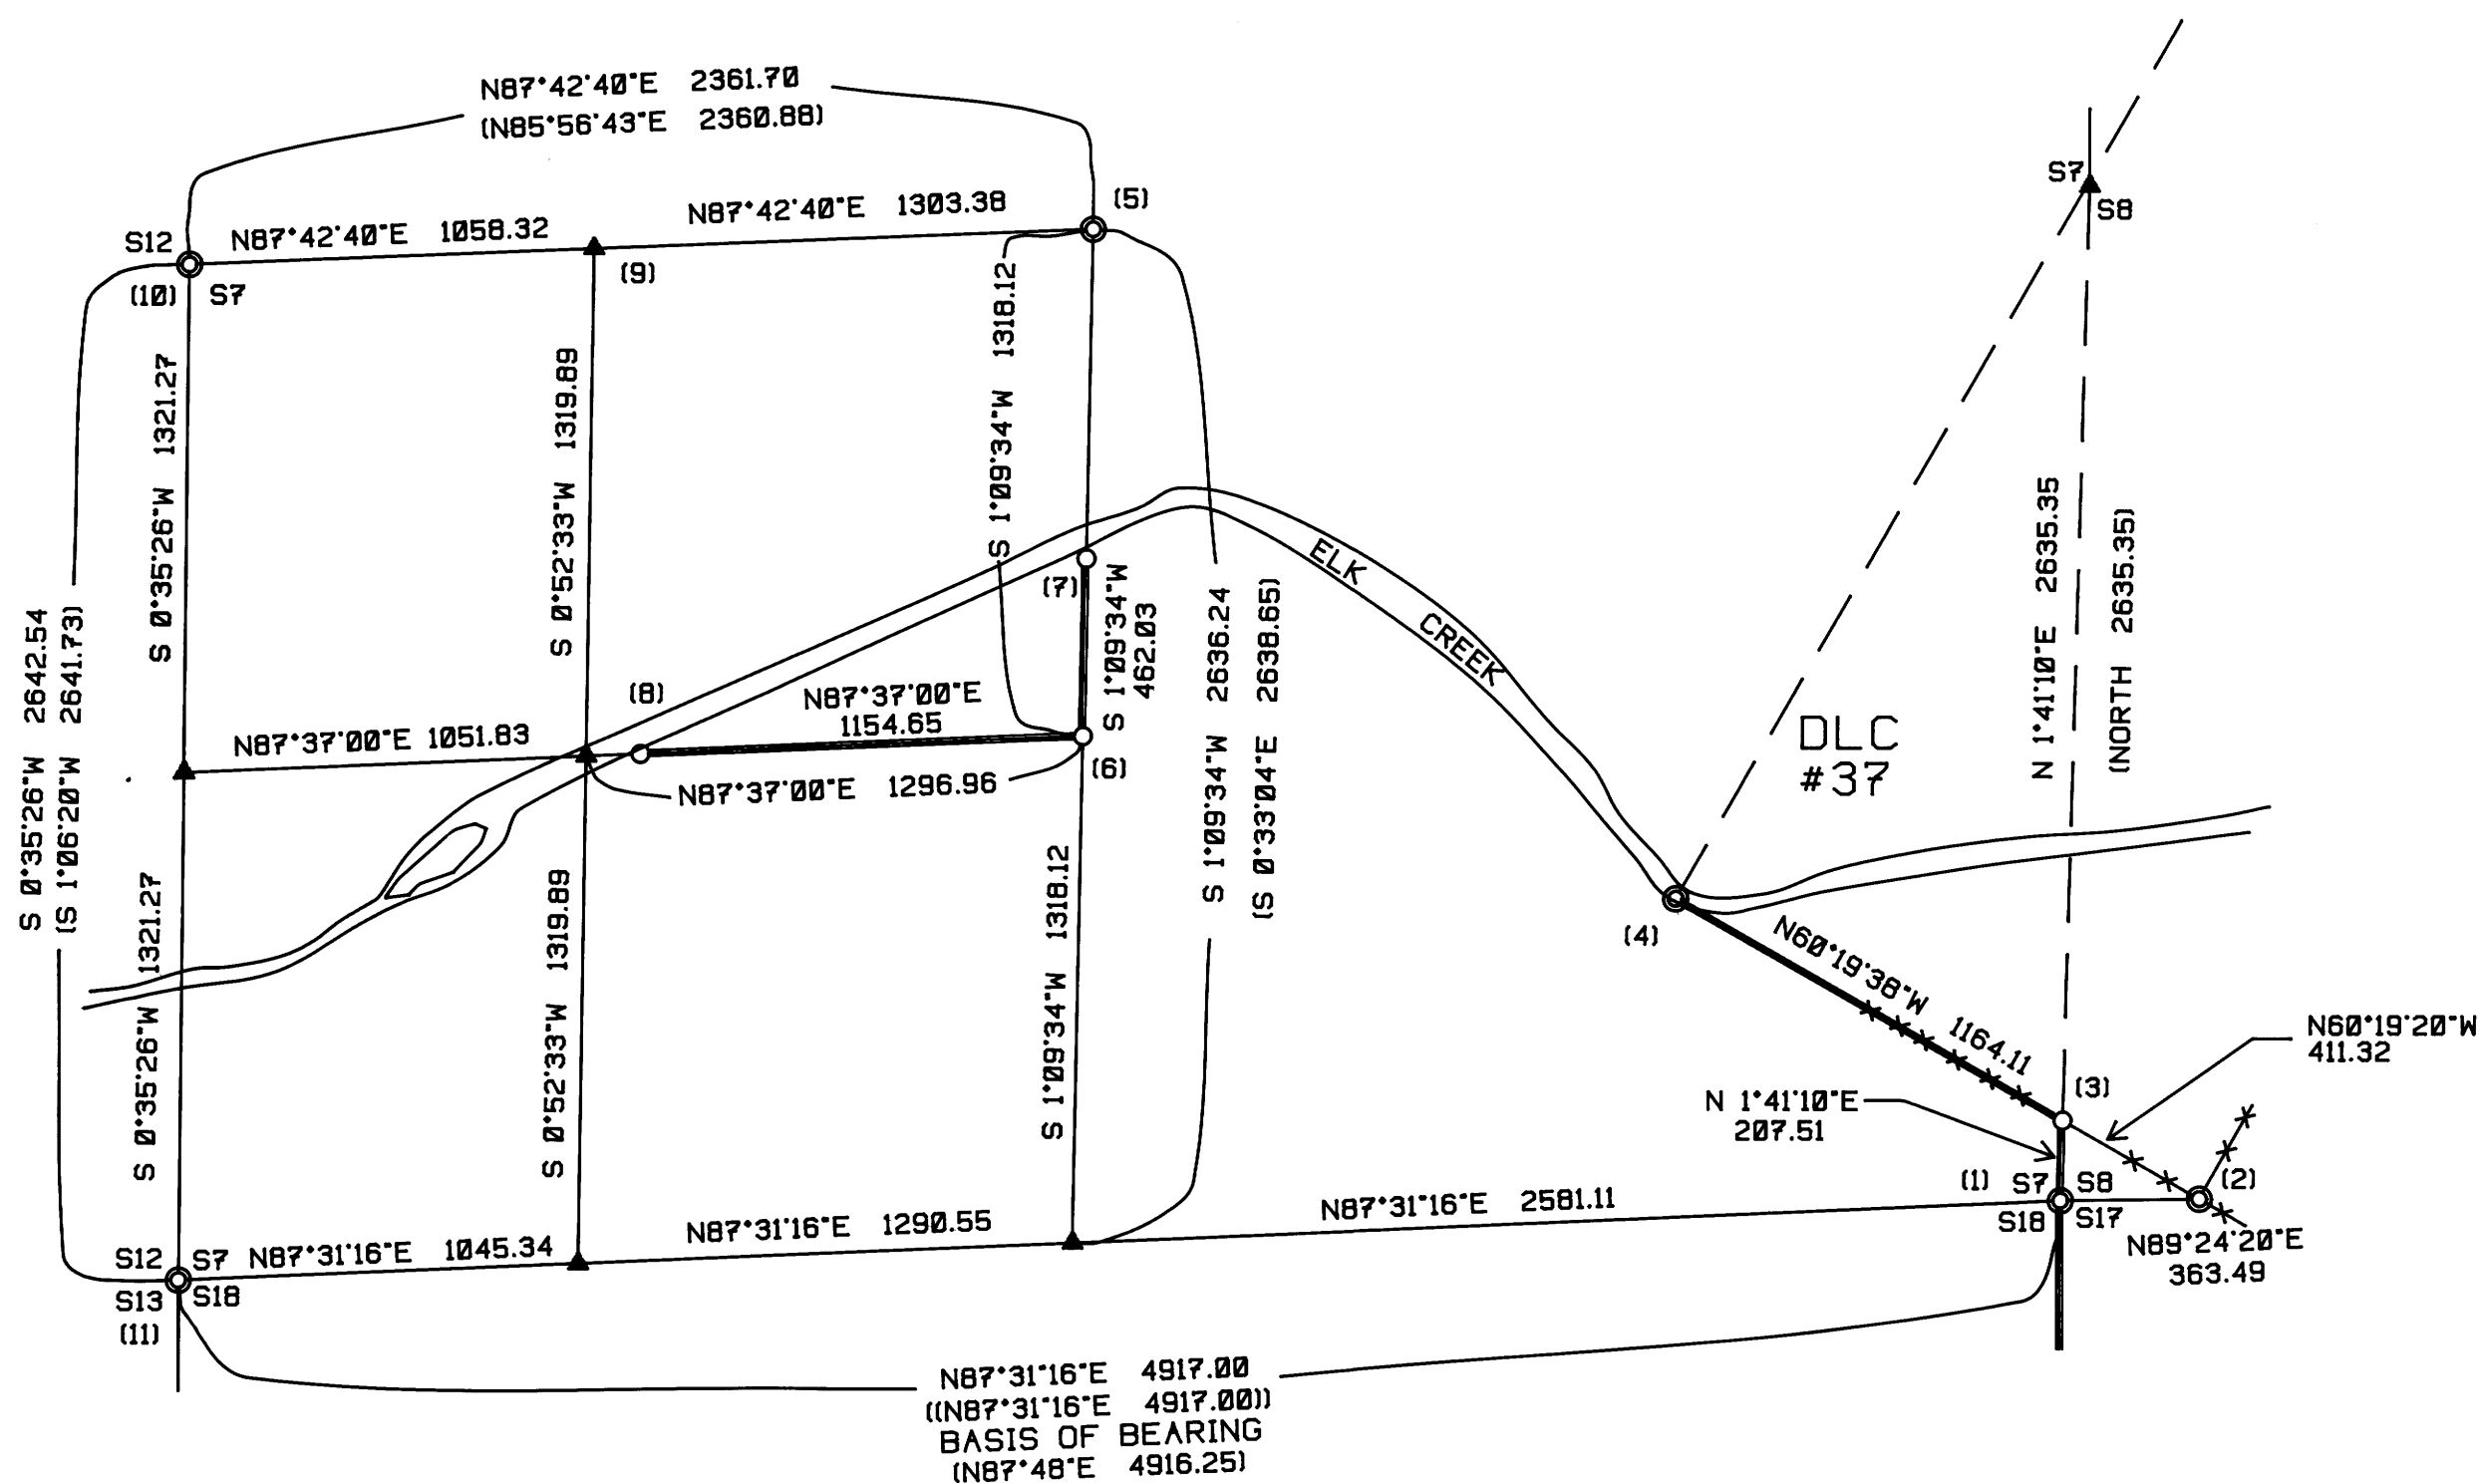 N87°42'40"E 2361.70
(N85°56'43"E 2360.88)
N87°42'40"E 1058.32
N87°42'40"E 1303.38
(5)
S12
(10)
S7
(9)
S7
S8
S 0°35'26"W 2642.54
(S 1°06'20"W 2641.73)
S 0°35'26"W 1321.27
S 0°52'33"W 1319.89
S 1°09'34"W 1318.12
(7)
S 1°09'34"W
462.03
S 1°09'34"W 2636.24
(S 0°33'04"E 2638.65)
ELK
CREEK
DLC
#37
N 1°41'10"E 2635.35
(NORTH 2635.35)
(8)
N87°37'00"E
1154.65
N87°37'00"E 1051.83
N87°37'00"E 1296.96
(6)
S 0°35'26"W 1321.27
S 0°52'33"W 1319.89
S 1°09'34"W 1318.12
(4)
N60°19'38"W 1164.11
N60°19'20"W
411.32
(3)
N 1°41'10"E
207.51
(1)
S7
S8
(2)
S18
S17
N89°24'20"E
363.49
N87°31'16"E 2581.11
N87°31'16"E 1290.55
S12
S7
N87°31'16"E 1045.34
S13
S18
(11)
N87°31"16"E 4917.00
((N87°31"16"E 4917.00))
BASIS OF BEARING
(N87°48"E 4916.25)